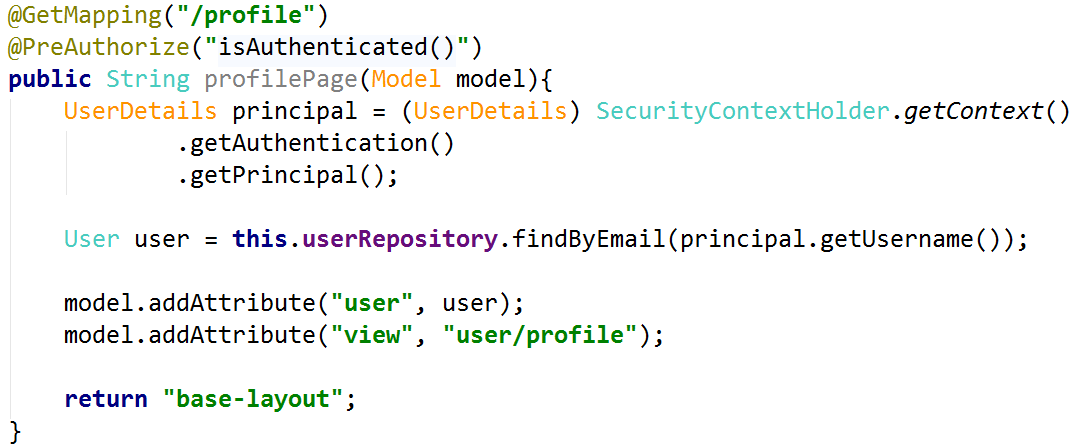 @GetMapping("/profile")
@PreAuthorize("isAuthenticated()")
public String profilePage(Model model){
    UserDetails principal = (UserDetails) SecurityContextHolder.getContext()
            .getAuthentication()
            .getPrincipal();

    User user = this.userRepository.findByEmail(principal.getUsername());

    model.addAttribute("user", user);
    model.addAttribute("view", "user/profile");

    return "base-layout";
}